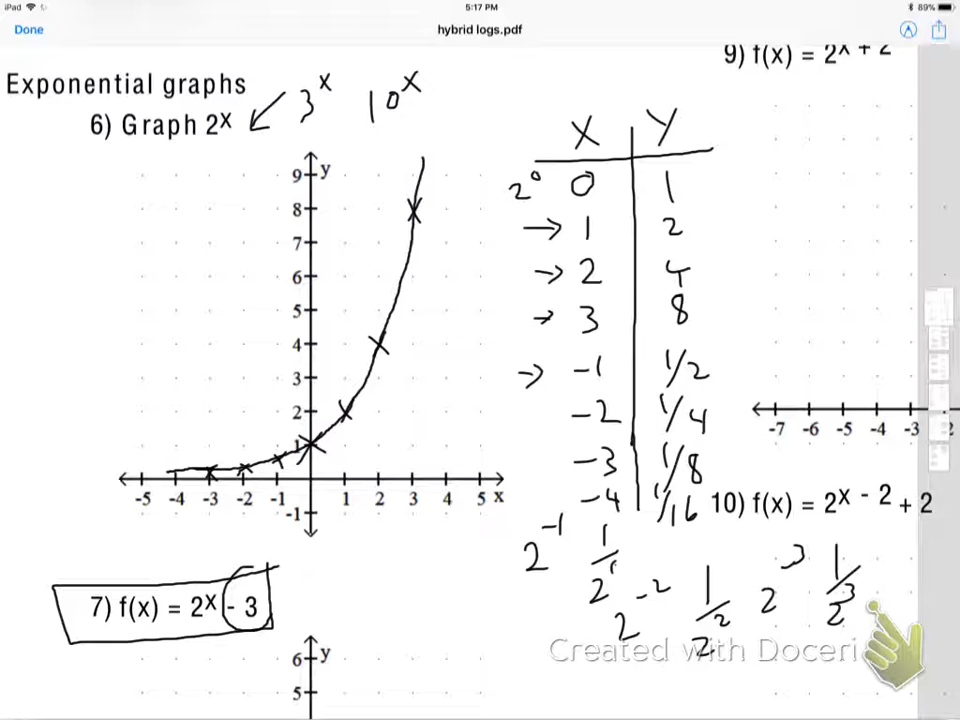 iPad 5:17 PM 89%
Done hybrid logs.pdf
9) f(x) = 2^x + 2
Exponential graphs 3^x 10^x
6) Graph 2^x
x y
2^0 0 1
→ 1 2
→ 2 4
→ 3 8
→ -1 1/2
-2 1/4
-3 1/8
-4 1/16
y
9
8
7
6
5
4
3
2
1
-5 -4 -3 -2 -1 1 2 3 4 5 x
-1
-7 -6 -5 -4 -3 -2
10) f(x) = 2^x - 2 + 2
2^-1 1/2^1
2^-2 1/2^2 2^3 1/2^3
7) f(x) = 2^x - 3
Created with Doceri
6 y
5